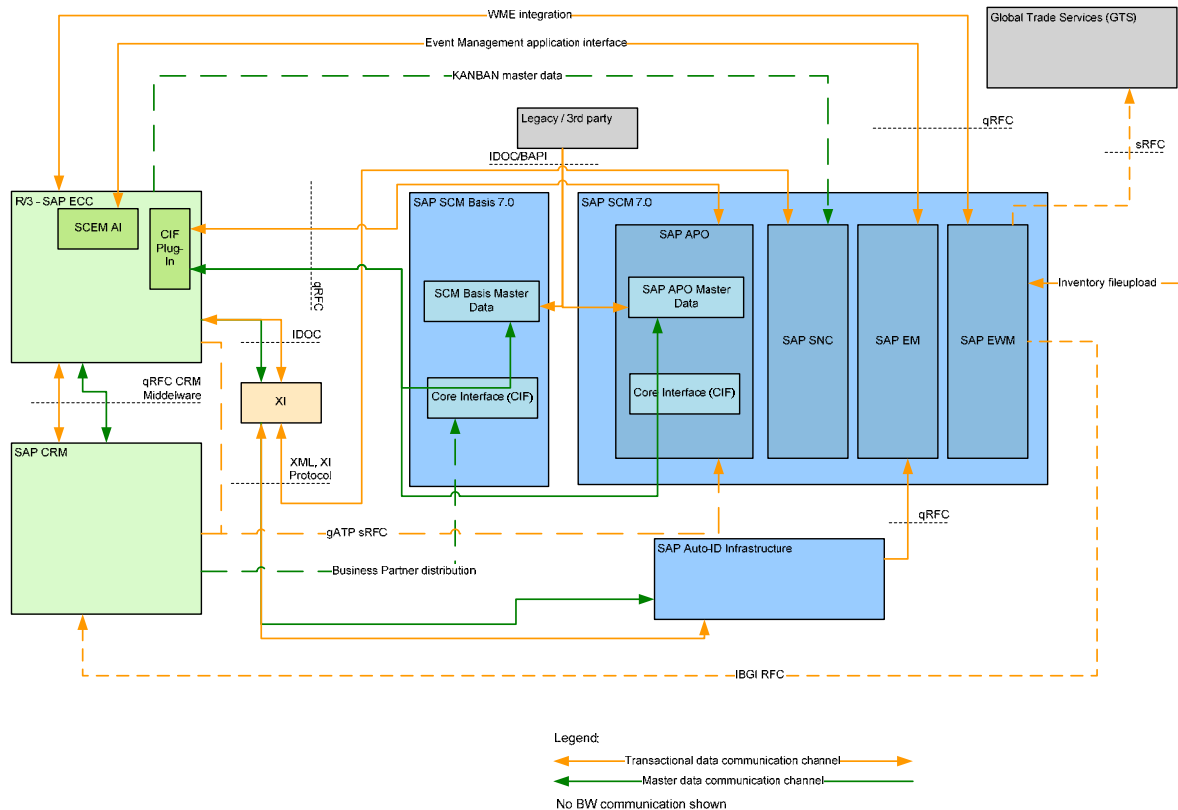 WME integration
Global Trade Services (GTS)
Event Management application interface
KANBAN master data
Legacy / 3rd party
qRFC
sRFC
IDOC/BAPI
R/3 - SAP ECC
SCEM AI
CIF
Plug-
In
qRFC
SAP SCM Basis 7.0
SAP SCM 7.0
SAP APO
SCM Basis Master
Data
SAP APO Master
Data
Inventory fileupload
SAP SNC
SAP EM
SAP EWM
IDOC
qRFC CRM
Middelware
XI
Core Interface (CIF)
Core Interface (CIF)
SAP CRM
XML, XI
Protocol
qRFC
gATP sRFC
SAP Auto-ID Infrastructure
Business Partner distribution
IBGI RFC
Legend:
Transactional data communication channel
Master data communication channel
No BW communication shown